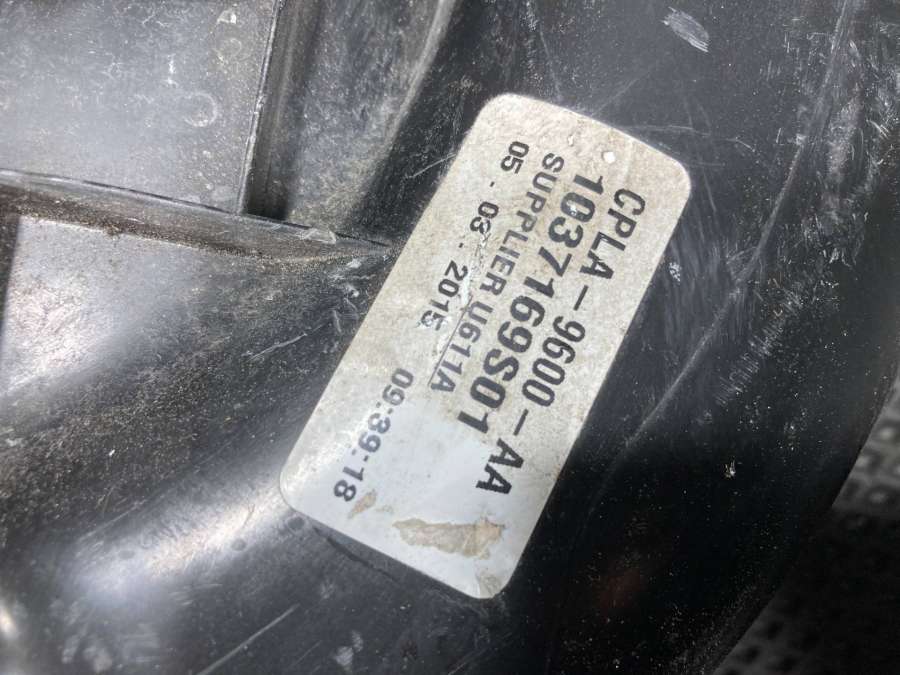 CPLA-9600-AA
1037169S01
SUPPLIER U611A
05 . 03 . 2015 09:39:18